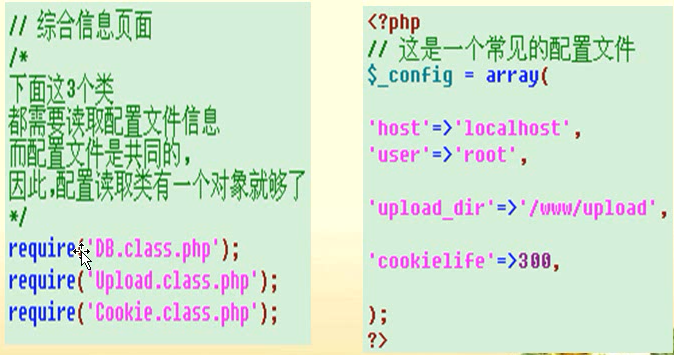 // 综合信息页面
/*
下面这3个类
都需要读取配置文件信息
而配置文件是共同的,
因此,配置读取类有一个对象就够了
*/
require('DB.class.php');
require('Upload.class.php');
require('Cookie.class.php');
<?php
// 这是一个常见的配置文件
$_config = array(
'host'=>'localhost',
'user'=>'root',
'upload_dir'=>'/www/upload',
'cookielife'=>300,
);
?>